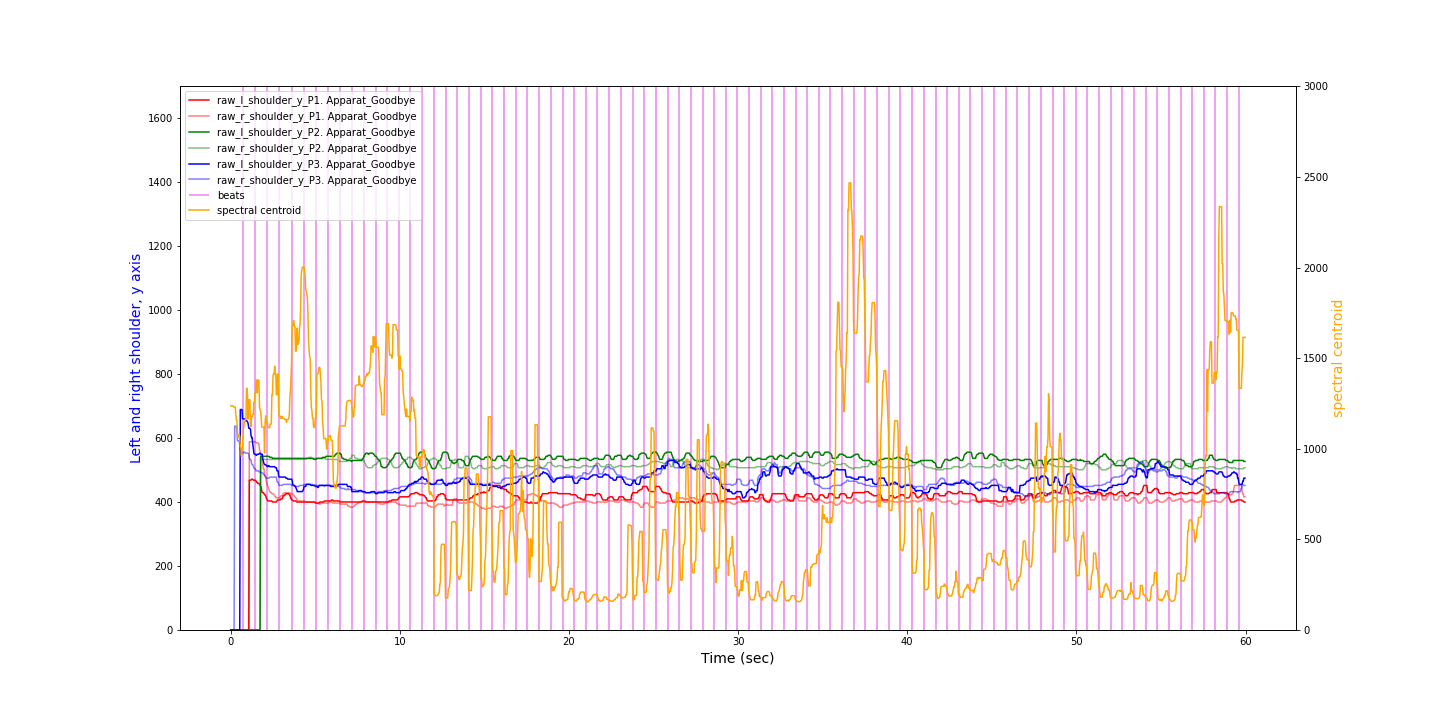 raw_l_shoulder_y_P1. Apparat_Goodbye
raw_r_shoulder_y_P1. Apparat_Goodbye
raw_l_shoulder_y_P2. Apparat_Goodbye
raw_r_shoulder_y_P2. Apparat_Goodbye
raw_l_shoulder_y_P3. Apparat_Goodbye
raw_r_shoulder_y_P3. Apparat_Goodbye
beats
spectral centroid
Left and right shoulder, y axis
1600
1400
1200
1000
800
600
400
200
0
3000
2500
2000
1500
1000
500
0
spectral centroid
0 10 20 30 40 50 60
Time (sec)